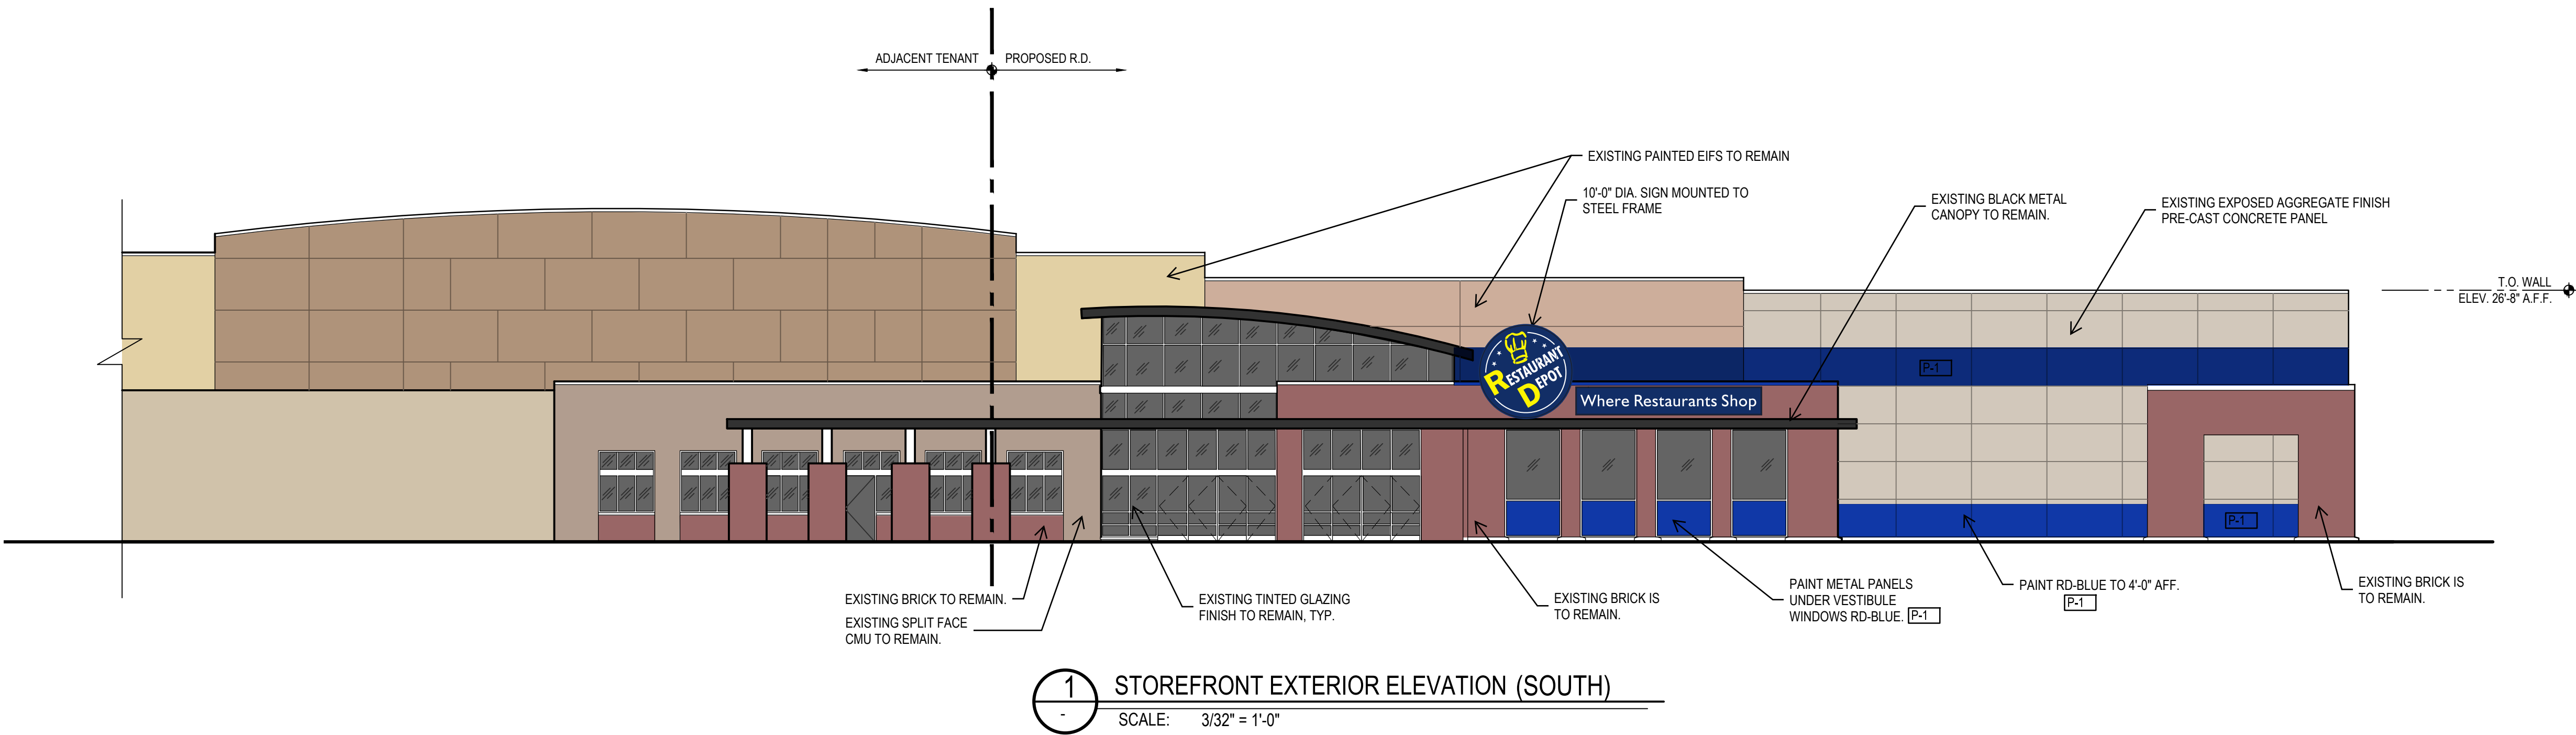 ADJACENT TENANT
PROPOSED R.D.
EXISTING PAINTED EIFS TO REMAIN
10'-0" DIA. SIGN MOUNTED TO
STEEL FRAME
EXISTING BLACK METAL
CANOPY TO REMAIN.
EXISTING EXPOSED AGGREGATE FINISH
PRE-CAST CONCRETE PANEL
T.O. WALL
ELEV. 26'-8" A.F.F.
RESTAURANT
DEPOT
Where Restaurants Shop
P-1
P-1
EXISTING BRICK TO REMAIN.
EXISTING SPLIT FACE
CMU TO REMAIN.
EXISTING TINTED GLAZING
FINISH TO REMAIN, TYP.
EXISTING BRICK IS
TO REMAIN.
PAINT METAL PANELS
UNDER VESTIBULE
WINDOWS RD-BLUE. P-1
PAINT RD-BLUE TO 4'-0" AFF.
P-1
EXISTING BRICK IS
TO REMAIN.
1
-
STOREFRONT EXTERIOR ELEVATION (SOUTH)
SCALE: 3/32" = 1'-0"